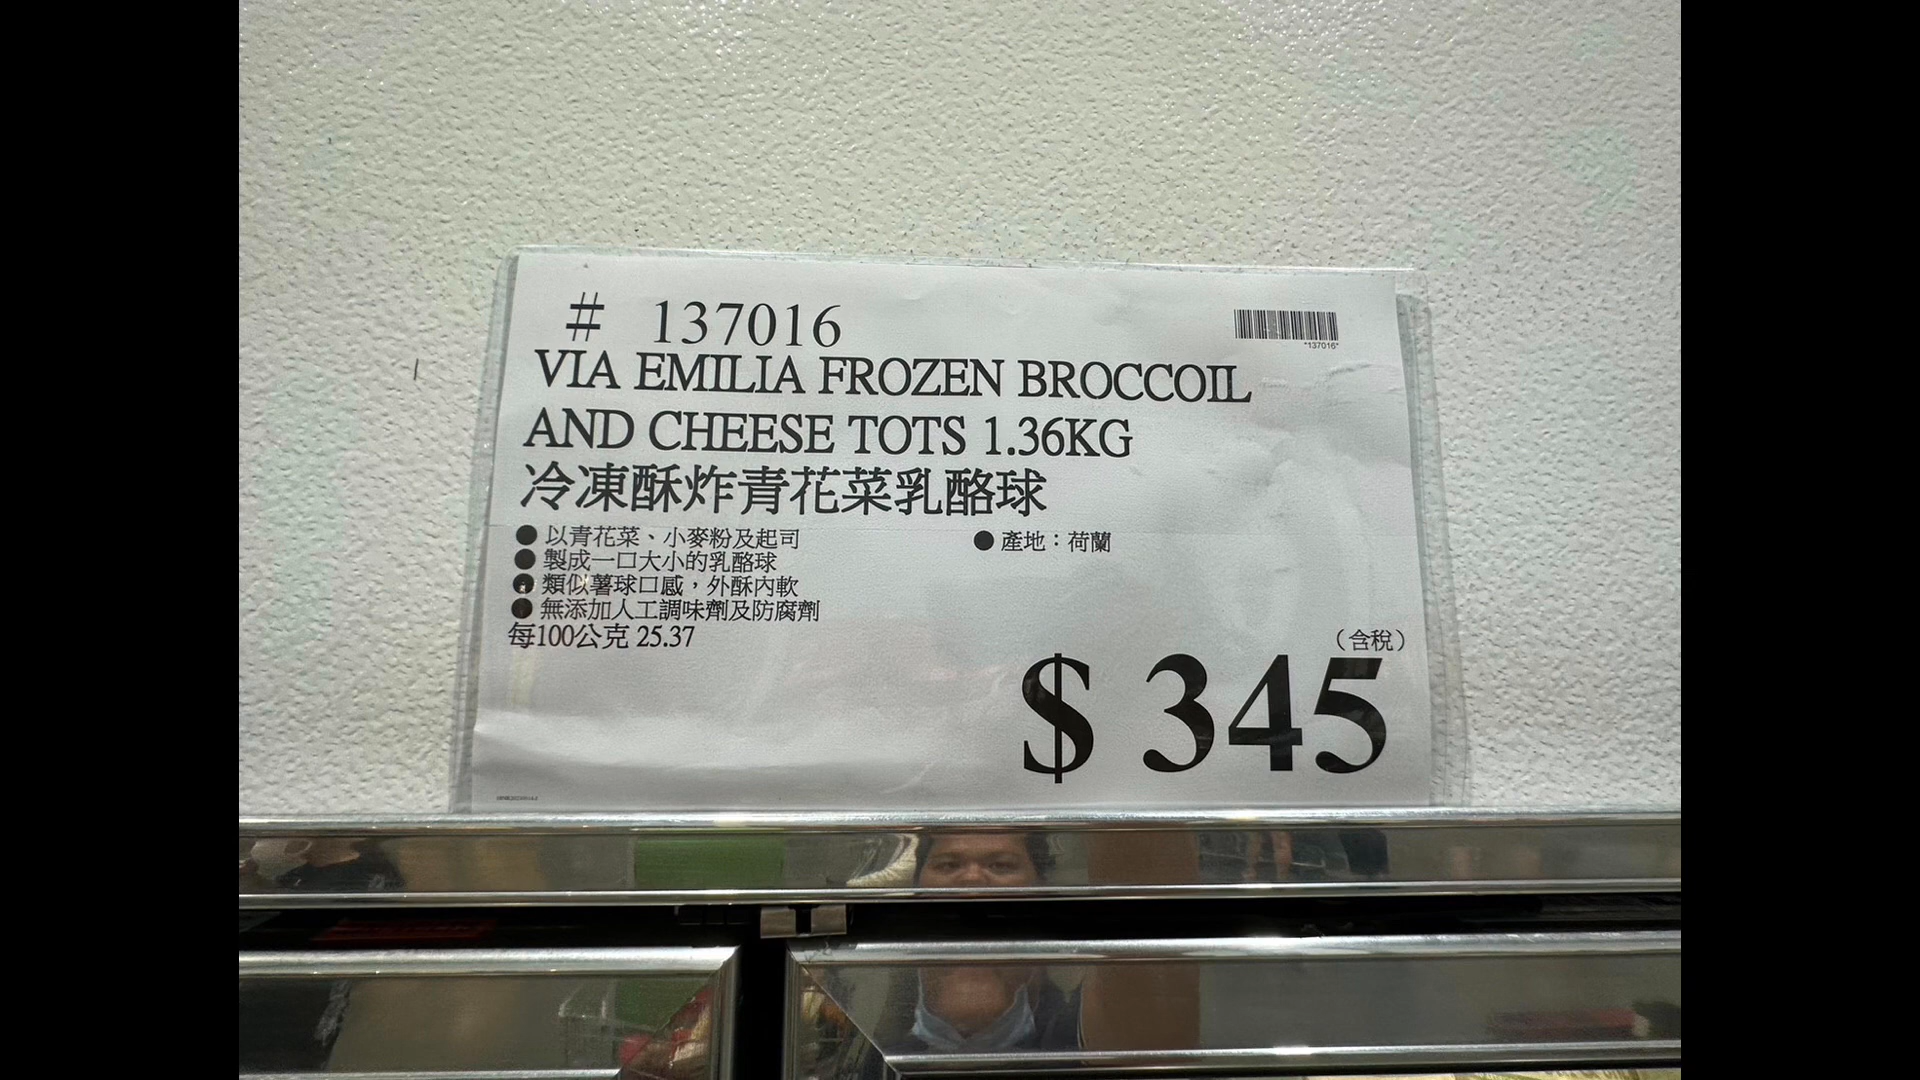 # 137016
*137016*
VIA EMILIA FROZEN BROCCOIL
AND CHEESE TOTS 1.36KG
冷凍酥炸青花菜乳酪球
● 以青花菜、小麥粉及起司
● 製成一口大小的乳酪球
● 類似薯球口感，外酥內軟
● 無添加人工調味劑及防腐劑
● 產地：荷蘭
每100公克 25.37
（含稅）
$ 345